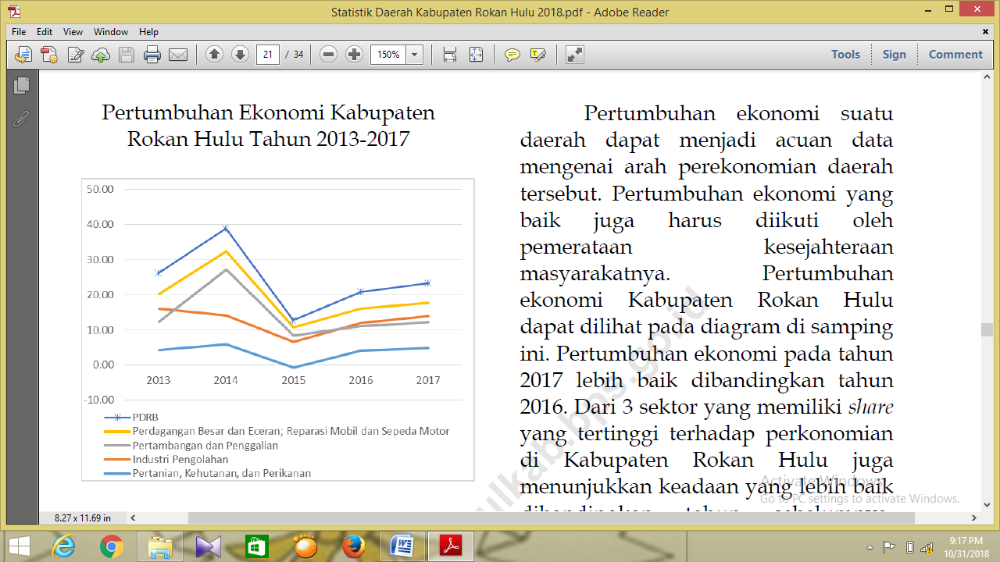 Statistik Daerah Kabupaten Rokan Hulu 2018.pdf - Adobe Reader
File Edit View Window Help
21 / 34
150%
Tools Sign Comment
Pertumbuhan Ekonomi Kabupaten
Rokan Hulu Tahun 2013-2017
50.00
40.00
30.00
20.00
10.00
0.00
2013 2014 2015 2016 2017
-10.00
PDRB
Perdagangan Besar dan Eceran; Reparasi Mobil dan Sepeda Motor
Pertambangan dan Penggalian
Industri Pengolahan
Pertanian, Kehutanan, dan Perikanan
Pertumbuhan ekonomi suatu
daerah dapat menjadi acuan data
mengenai arah perekonomian daerah
tersebut. Pertumbuhan ekonomi yang
baik juga harus diikuti oleh
pemerataan kesejahteraan
masyarakatnya. Pertumbuhan
ekonomi Kabupaten Rokan Hulu
dapat dilihat pada diagram di samping
ini. Pertumbuhan ekonomi pada tahun
2017 lebih baik dibandingkan tahun
2016. Dari 3 sektor yang memiliki share
yang tertinggi terhadap perkonomian
di Kabupaten Rokan Hulu juga
menunjukkan keadaan yang lebih baik
ulkab.bps.go.id
Activate Windows
Go to PC settings to activate Windows.
8.27 x 11.69 in
9:17 PM
10/31/2018